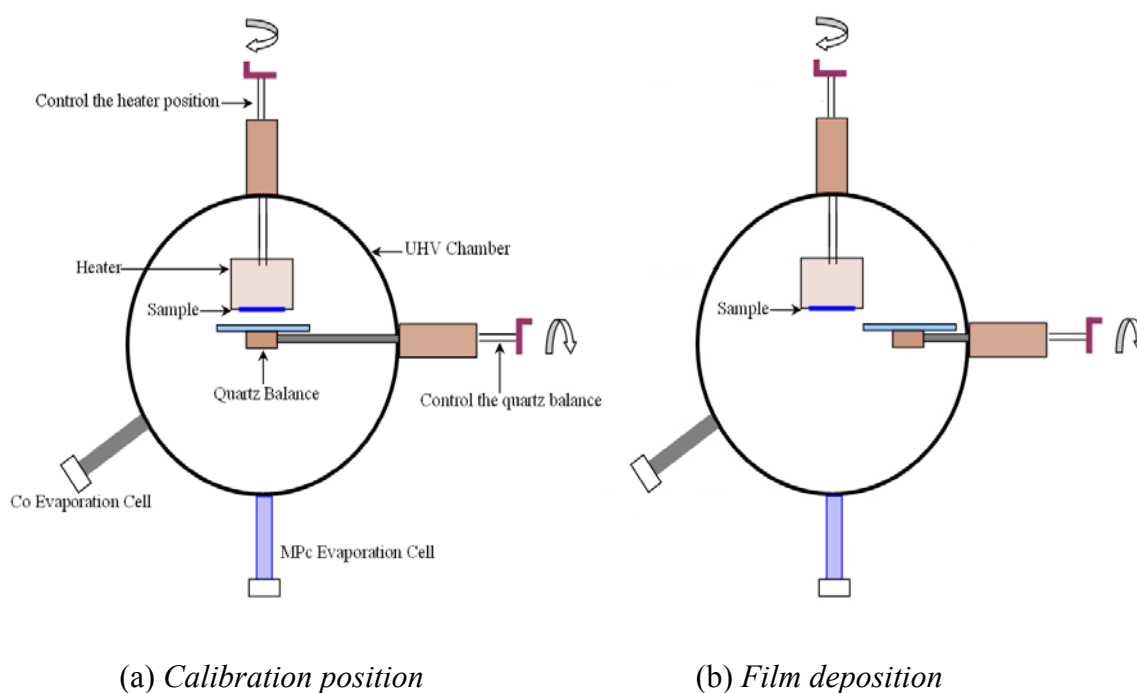 Control the heater position
UHV Chamber
Heater
Sample
Sample
Quartz Balance
Control the quartz balance
Co Evaporation Cell
MPc Evaporation Cell
(a) Calibration position
(b) Film deposition